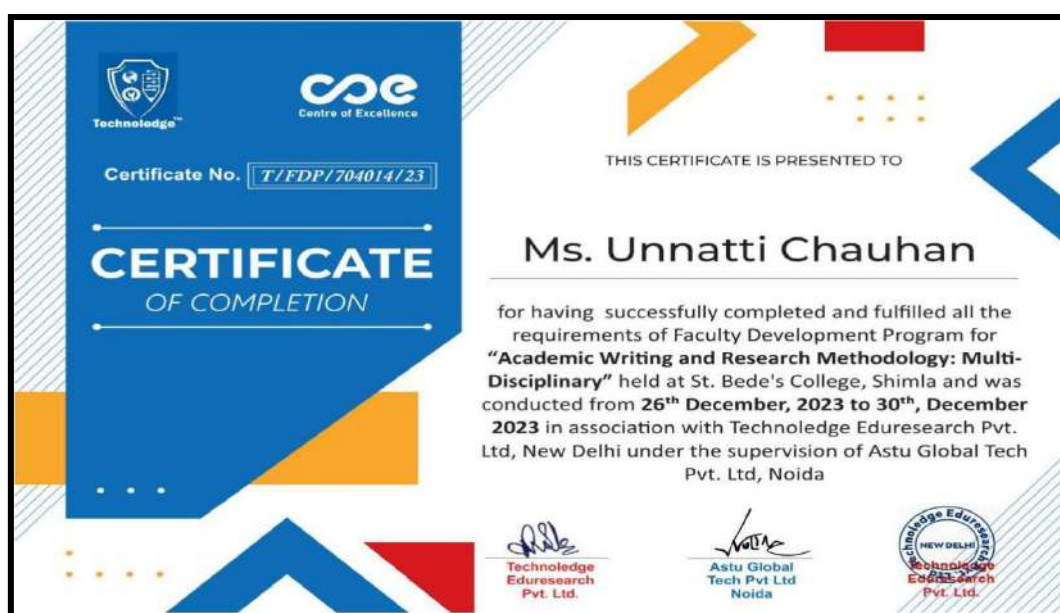 Technoledge™
coe
Centre of Excellence
Certificate No. T/FDP/704014/23
CERTIFICATE
OF COMPLETION
THIS CERTIFICATE IS PRESENTED TO
Ms. Unnatti Chauhan
for having successfully completed and fulfilled all the
requirements of Faculty Development Program for
“Academic Writing and Research Methodology: Multi-
Disciplinary” held at St. Bede's College, Shimla and was
conducted from 26th December, 2023 to 30th, December
2023 in association with Technoledge Eduresearch Pvt.
Ltd, New Delhi under the supervision of Astu Global Tech
Pvt. Ltd, Noida
Technoledge
Eduresearch
Pvt. Ltd.
Astu Global
Tech Pvt Ltd
Noida
Technoledge Eduresearch
NEW DELHI
Technoledge
Eduresearch
Pvt. Ltd.